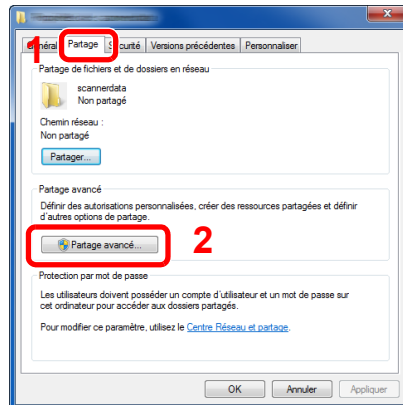 1
Général Partage Sécurité Versions précédentes Personnaliser
Partage de fichiers et de dossiers en réseau
scannerdata
Non partagé
Chemin réseau :
Non partagé
Partager...
Partage avancé
Définir des autorisations personnalisées, créer des ressources partagées et définir
d'autres options de partage.
Partage avancé...
2
Protection par mot de passe
Les utilisateurs doivent posséder un compte d'utilisateur et un mot de passe sur
cet ordinateur pour accéder aux dossiers partagés.
Pour modifier ce paramètre, utilisez le Centre Réseau et partage.
OK Annuler Appliquer